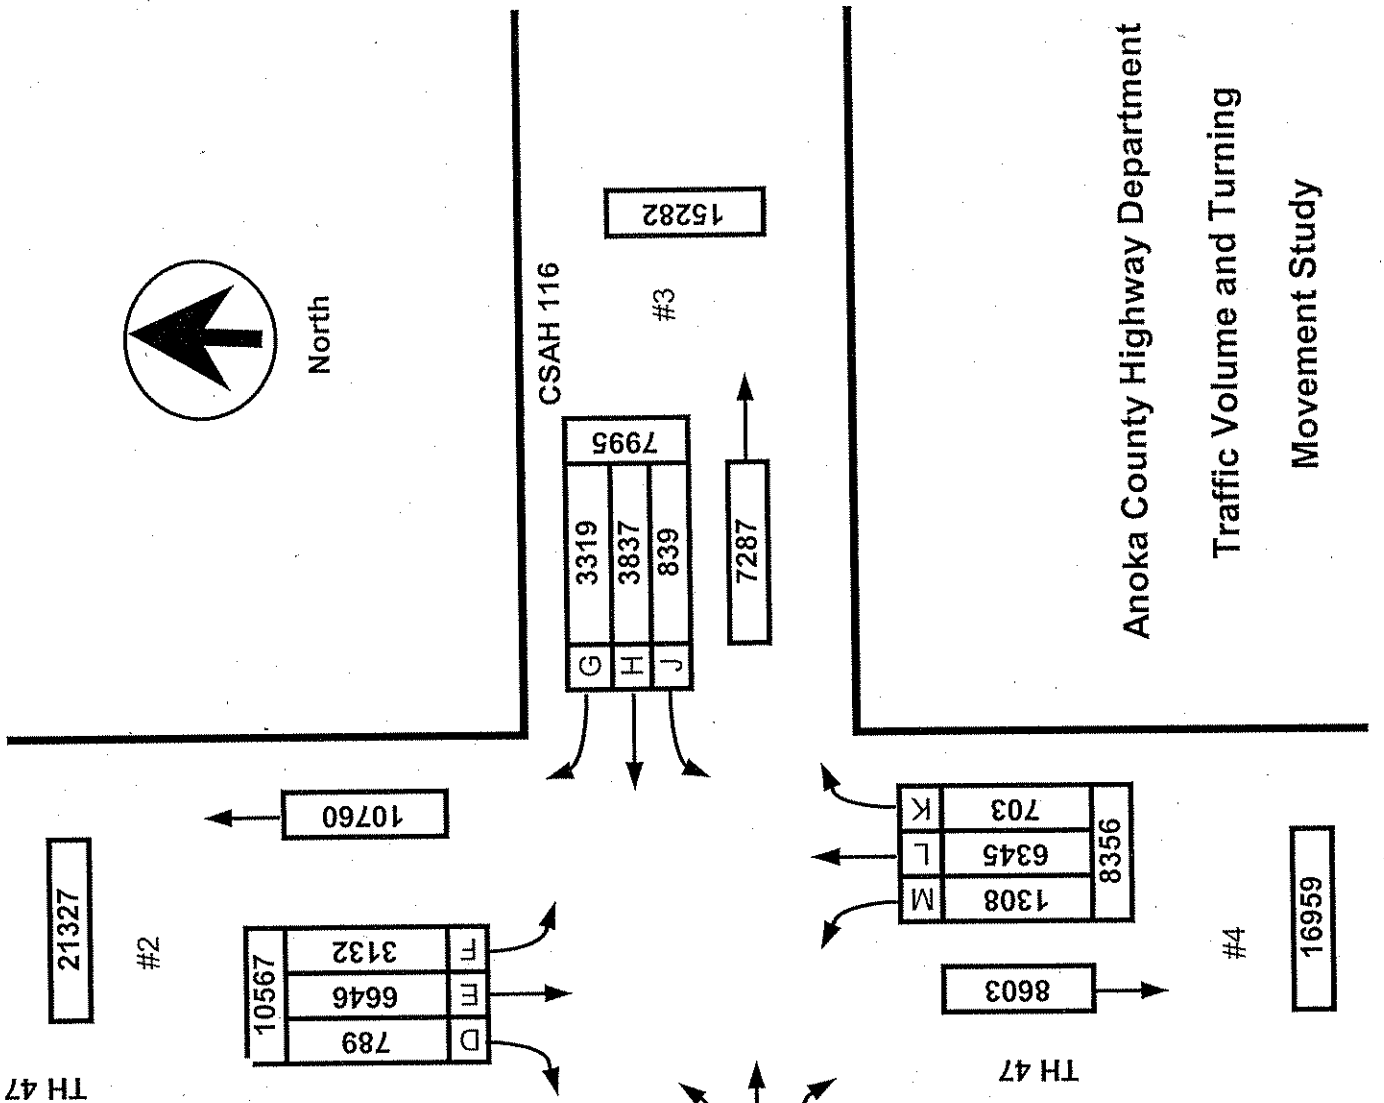 21327
#2
TH 47
10567
3132
6646
789
F
E
D
10760
North
CSAH 116
#3
15282
7995
3319
3837
839
G
H
J
7287
K
L
M
703
6345
1308
8356
8603
#4
16959
TH 47
Anoka County Highway Department
Traffic Volume and Turning
Movement Study